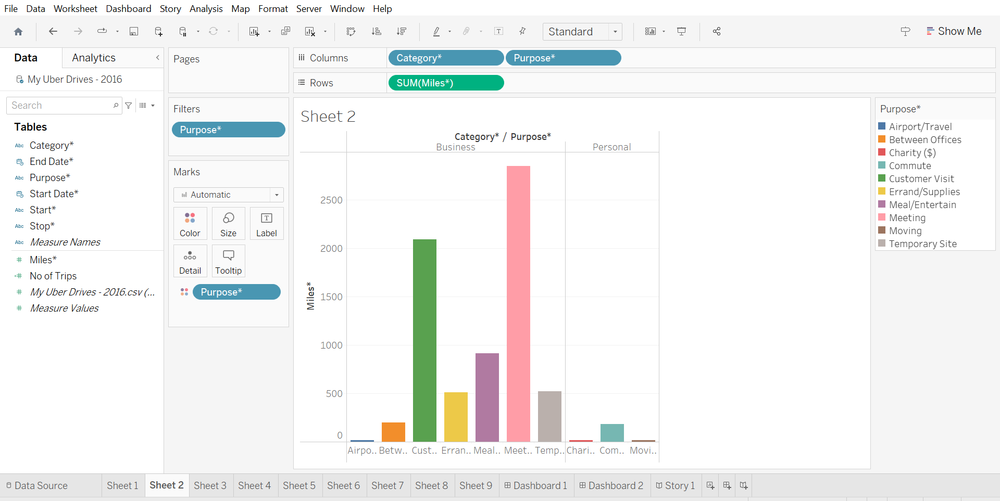 File Data Worksheet Dashboard Story Analysis Map Format Server Window Help
Standard
Show Me
Data Analytics
My Uber Drives - 2016
Search
Tables
Abc Category*
End Date*
Abc Purpose*
Start Date*
Abc Start*
Abc Stop*
Abc Measure Names
# Miles*
=# No of Trips
# My Uber Drives - 2016.csv (...
# Measure Values
Pages
Filters
Purpose*
Marks
Automatic
Color Size Label
Detail Tooltip
Purpose*
Columns Category* Purpose*
Rows SUM(Miles*)
Sheet 2
Category* / Purpose*
Business Personal
Miles*
2500
2000
1500
1000
500
0
Airpo.. Betw.. Cust.. Erran.. Meal.. Meet.. Temp.. Chari.. Com.. Movi..
Purpose*
Airport/Travel
Between Offices
Charity ($)
Commute
Customer Visit
Errand/Supplies
Meal/Entertain
Meeting
Moving
Temporary Site
Data Source Sheet 1 Sheet 2 Sheet 3 Sheet 4 Sheet 5 Sheet 6 Sheet 7 Sheet 8 Sheet 9 Dashboard 1 Dashboard 2 Story 1